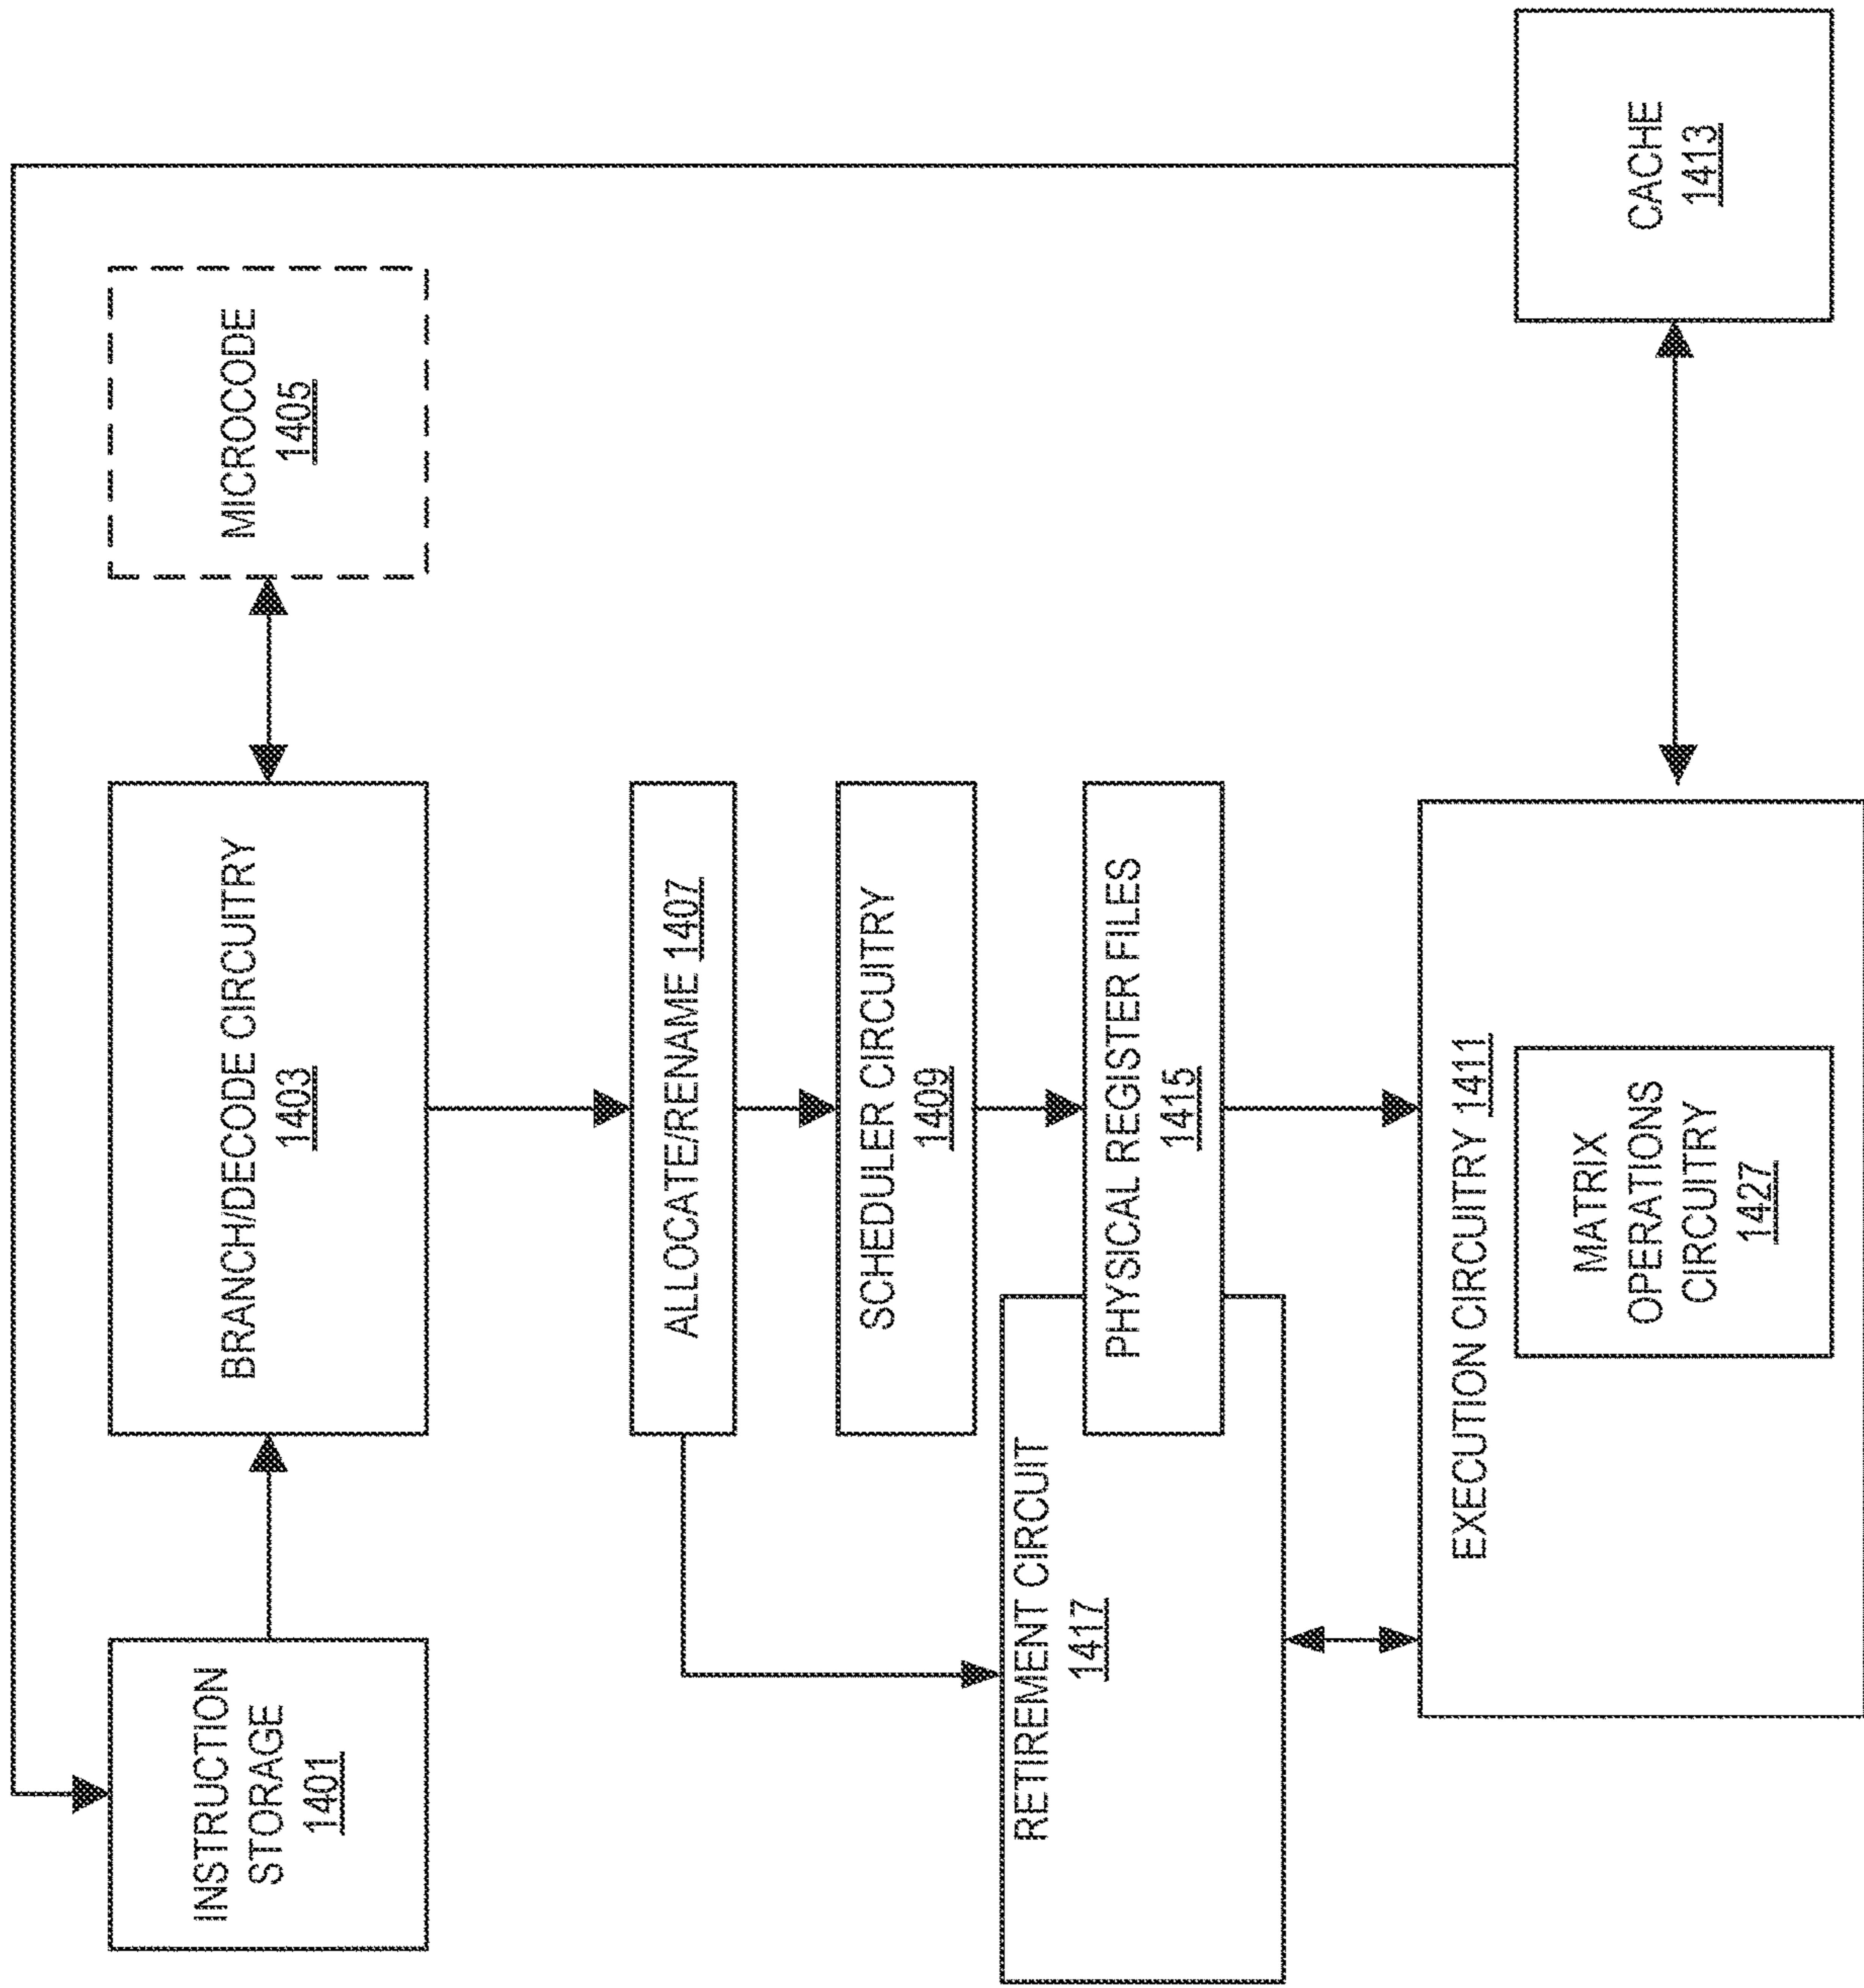 INSTRUCTION
STORAGE
1401
BRANCH/DECODE CIRCUITRY
1403
MICROCODE
1405
ALLOCATE/RENAME 1407
SCHEDULER CIRCUITRY
1409
RETIREMENT CIRCUIT
1417
PHYSICAL REGISTER FILES
1415
EXECUTION CIRCUITRY 1411
MATRIX
OPERATIONS
CIRCUITRY
1427
CACHE
1413